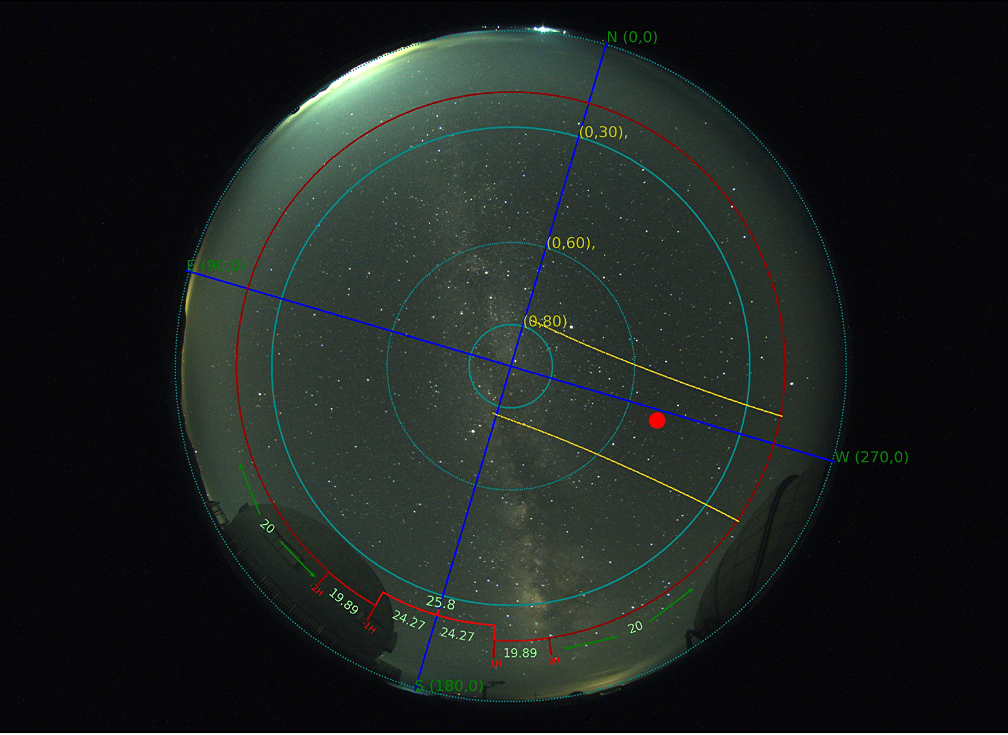 N (0,0)
(0,30),
(0,60),
E (90,0)
(0,80)
W (270,0)
20
-2H
19.89
-1H
24.27
25.8
24.27
1H
19.89
2H
20
S (180,0)